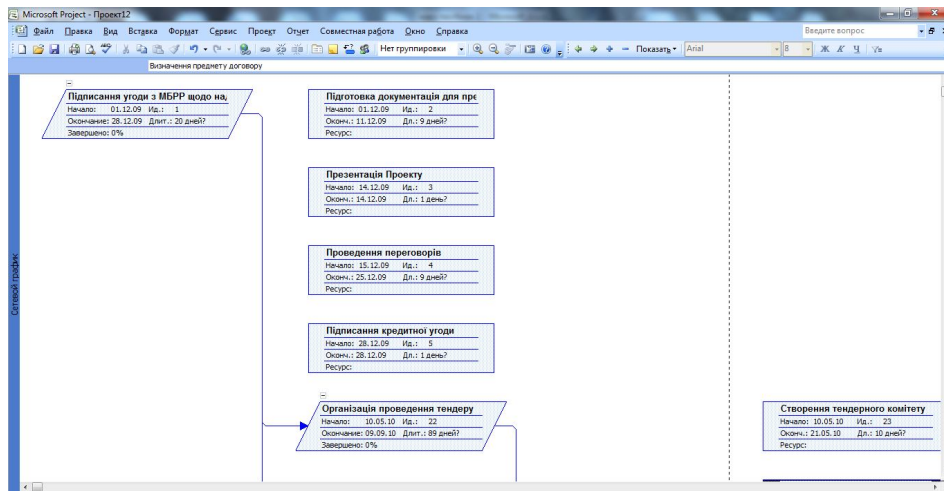 Microsoft Project - Проект12
Файл Правка Вид Вставка Формат Сервис Проект Отчет Совместная работа Окно Справка
Введите вопрос
Нет группировки Показать Arial 8 Ж К Ч
Визначення предмету договору
Сетевой график
Підписання угоди з МБРР щодо на
Начало: 01.12.09 Ид.: 1
Окончание: 28.12.09 Длит.: 20 дней?
Завершено: 0%
Підготовка документація для пре
Начало: 01.12.09 Ид.: 2
Оконч.: 11.12.09 Дл.: 9 дней?
Ресурс:
Презентація Проекту
Начало: 14.12.09 Ид.: 3
Оконч.: 14.12.09 Дл.: 1 день?
Ресурс:
Проведення переговорів
Начало: 15.12.09 Ид.: 4
Оконч.: 25.12.09 Дл.: 9 дней?
Ресурс:
Підписання кредитної угоди
Начало: 28.12.09 Ид.: 5
Оконч.: 28.12.09 Дл.: 1 день?
Ресурс:
Організація проведення тендеру
Начало: 10.05.10 Ид.: 22
Окончание: 09.09.10 Длит.: 89 дней?
Завершено: 0%
Створення тендерного комітету
Начало: 10.05.10 Ид.: 23
Оконч.: 21.05.10 Дл.: 10 дней?
Ресурс: